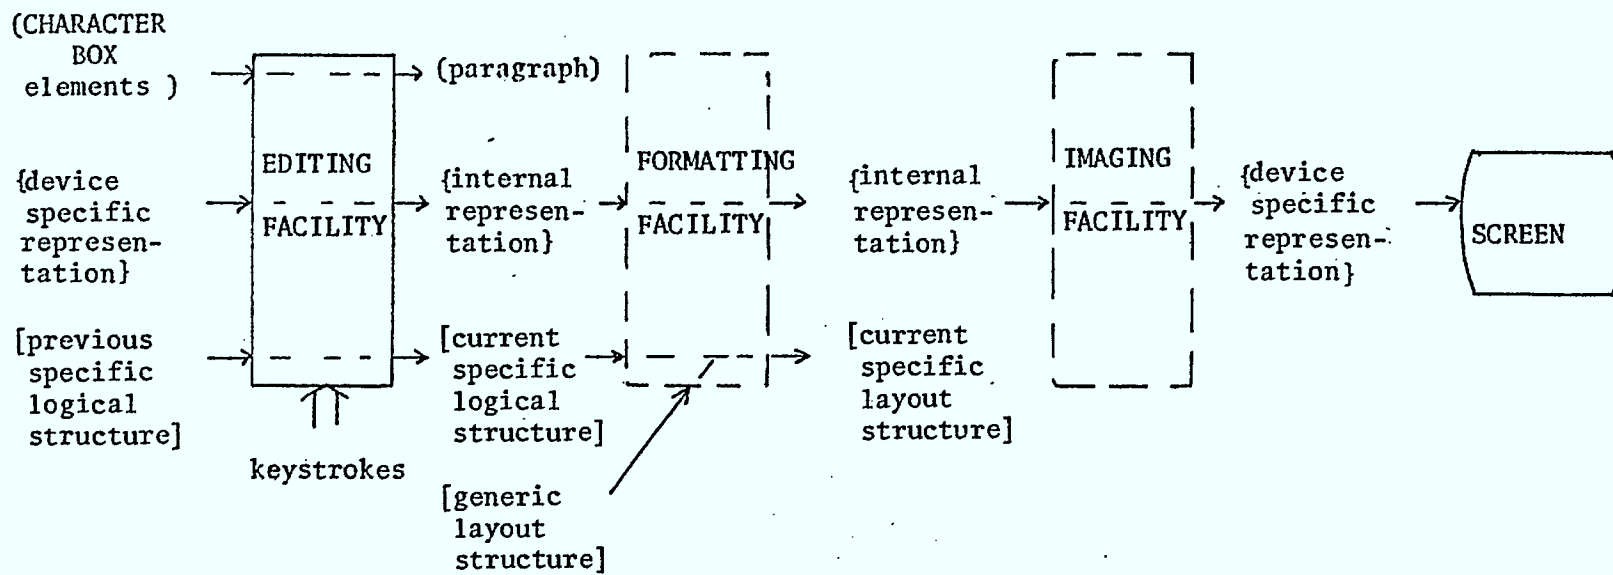 (CHARACTER
BOX
elements )
(paragraph)
EDITING
FACILITY
{device
specific
represen-
tation}
{internal
represen-
tation}
FORMATTING
FACILITY
{internal
represen-
tation}
IMAGING
FACILITY
{device
specific
represen-
tation}
SCREEN
[previous
specific
logical
structure]
keystrokes
[current
specific
logical
structure]
[generic
layout
structure]
[current
specific
layout
structure]